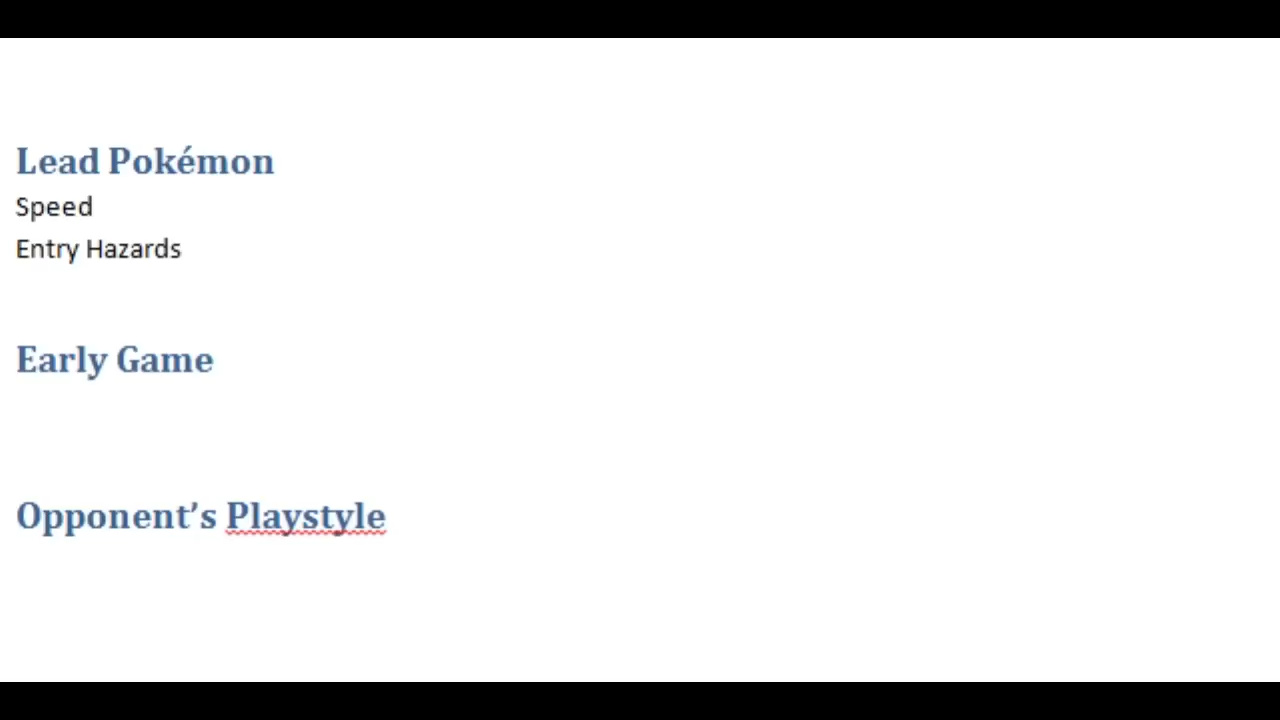 Lead Pokémon
Speed
Entry Hazards
Early Game
Opponent’s Playstyle